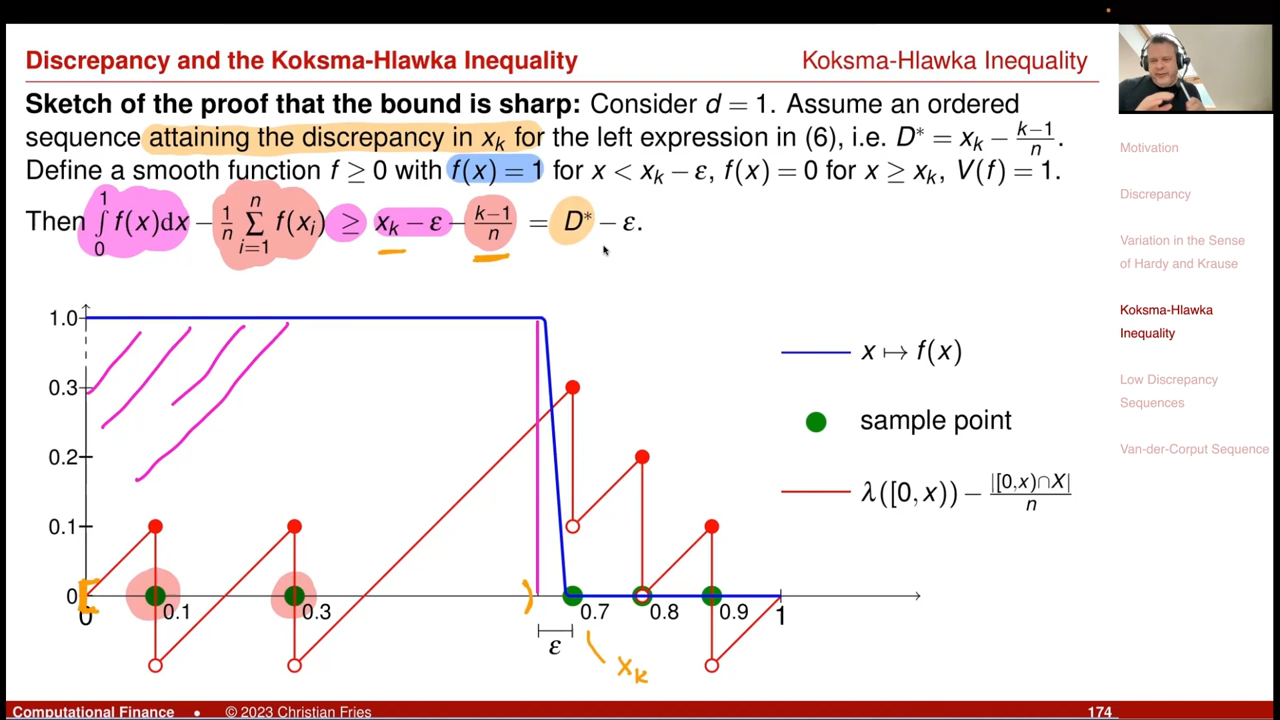 Discrepancy and the Koksma-Hlawka Inequality
Koksma-Hlawka Inequality
Sketch of the proof that the bound is sharp: Consider d = 1. Assume an ordered
sequence attaining the discrepancy in x_k for the left expression in (6), i.e. D* = x_k − (k−1)/n.
Define a smooth function f ≥ 0 with f(x) = 1 for x < x_k − ε, f(x) = 0 for x ≥ x_k, V(f) = 1.
Then ∫_0^1 f(x)dx − 1/n ∑_{i=1}^n f(x_i) ≥ x_k − ε − (k−1)/n = D* − ε.
1.0
0.3
0.2
0.1
0
0
0.1
0.3
0.7
0.8
0.9
1
ε
x_k
x ↦ f(x)
sample point
λ([0,x)) − |[0,x)∩X|/n
Motivation
Discrepancy
Variation in the Sense
of Hardy and Krause
Koksma-Hlawka
Inequality
Low Discrepancy
Sequences
Van-der-Corput Sequence
Computational Finance • © 2023 Christian Fries
174